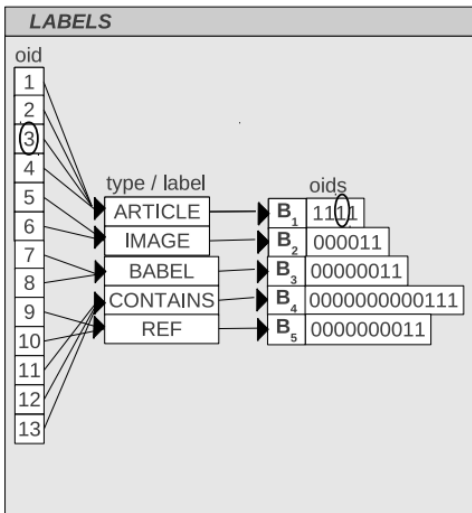 LABELS
oid
1
2
3
4
5
6
7
8
9
10
11
12
13
type / label
ARTICLE
IMAGE
BABEL
CONTAINS
REF
oids
B1 1111
B2 000011
B3 00000011
B4 0000000000111
B5 0000000011